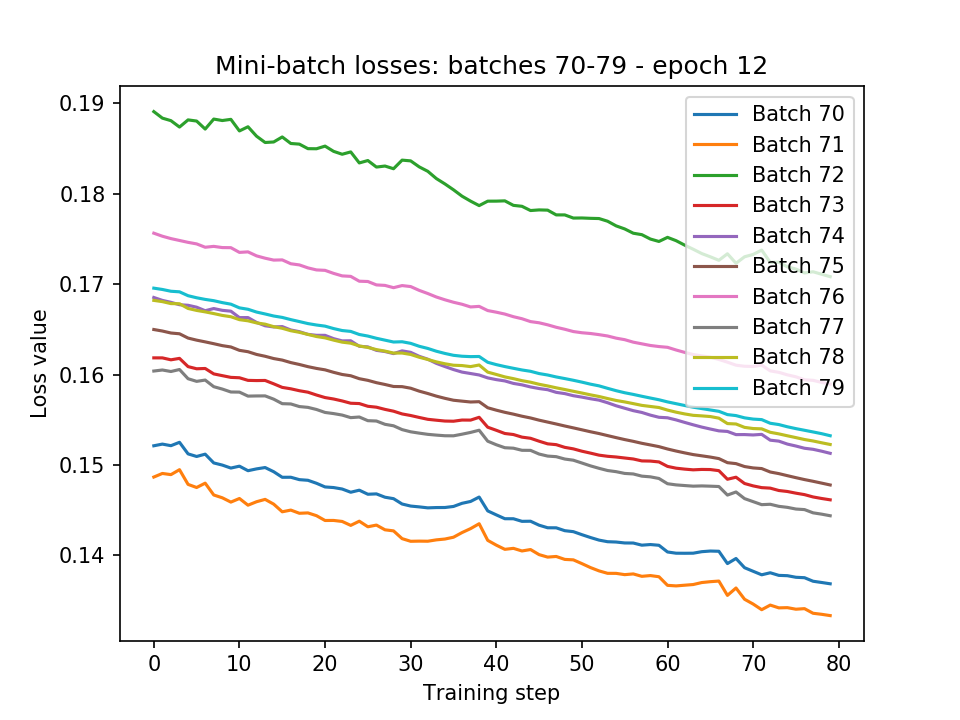 Mini-batch losses: batches 70-79 - epoch 12
Loss value
0.19
0.18
0.17
0.16
0.15
0.14
Batch 70
Batch 71
Batch 72
Batch 73
Batch 74
Batch 75
Batch 76
Batch 77
Batch 78
Batch 79
0 10 20 30 40 50 60 70 80
Training step